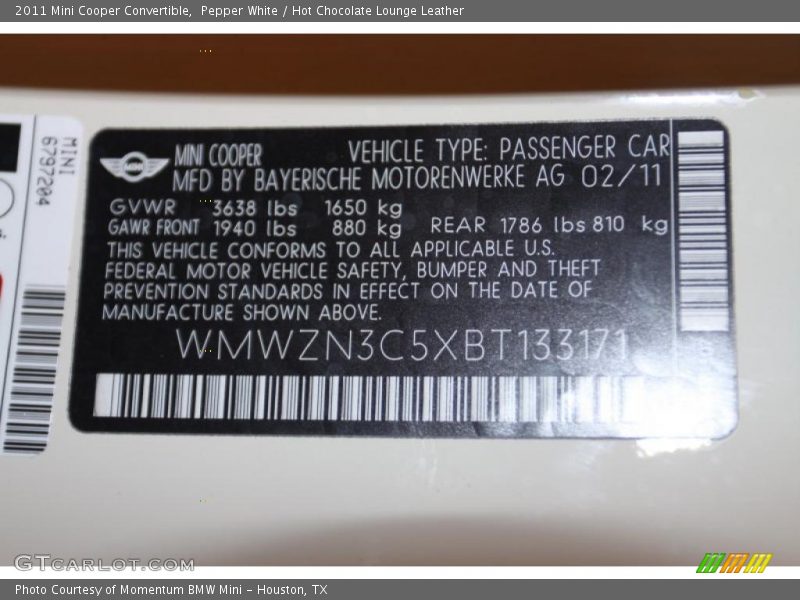 2011 Mini Cooper Convertible,  Pepper White / Hot Chocolate Lounge Leather
MINI
6797204
MINI
MINI COOPER VEHICLE TYPE: PASSENGER CAR
MFD BY BAYERISCHE MOTORENWERKE AG 02/11
GVWR 3638 lbs 1650 kg
GAWR FRONT 1940 lbs 880 kg REAR 1786 lbs 810 kg
THIS VEHICLE CONFORMS TO ALL APPLICABLE U.S.
FEDERAL MOTOR VEHICLE SAFETY, BUMPER AND THEFT
PREVENTION STANDARDS IN EFFECT ON THE DATE OF
MANUFACTURE SHOWN ABOVE.
WMWZN3C5XBT133171
GTCARLOT.COM
Photo Courtesy of Momentum BMW Mini - Houston, TX